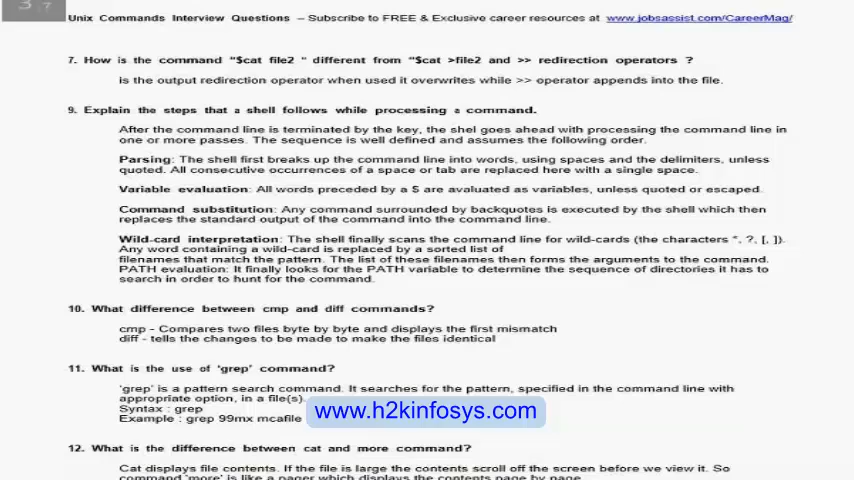 3 7
Unix Commands Interview Questions – Subscribe to FREE & Exclusive career resources at www.jobsassist.com/CareerMag/
7. How is the command "$cat file2 " different from "$cat >file2 and >> redirection operators ?
is the output redirection operator when used it overwrites while >> operator appends into the file.
9. Explain the steps that a shell follows while processing a command.
After the command line is terminated by the key, the shel goes ahead with processing the command line in
one or more passes. The sequence is well defined and assumes the following order.
Parsing: The shell first breaks up the command line into words, using spaces and the delimiters, unless
quoted. All consecutive occurrences of a space or tab are replaced here with a single space.
Variable evaluation: All words preceded by a $ are evaluated as variables, unless quoted or escaped.
Command substitution: Any command surrounded by backquotes is executed by the shell which then
replaces the standard output of the command into the command line.
Wild-card interpretation: The shell finally scans the command line for wild-cards (the characters *, ?, [, ]).
Any word containing a wild-card is replaced by a sorted list of
filenames that match the pattern. The list of these filenames then forms the arguments to the command.
PATH evaluation: It finally looks for the PATH variable to determine the sequence of directories it has to
search in order to hunt for the command.
10. What difference between cmp and diff commands?
cmp - Compares two files byte by byte and displays the first mismatch
diff - tells the changes to be made to make the files identical
11. What is the use of 'grep' command?
'grep' is a pattern search command. It searches for the pattern, specified in the command line with
appropriate option, in a file(s).
Syntax : grep
Example : grep 99mx mcafile
www.h2kinfosys.com
12. What is the difference between cat and more command?
Cat displays file contents. If the file is large the contents scroll off the screen before we view it. So
command 'more' is like a pager which displays the contents page by page.